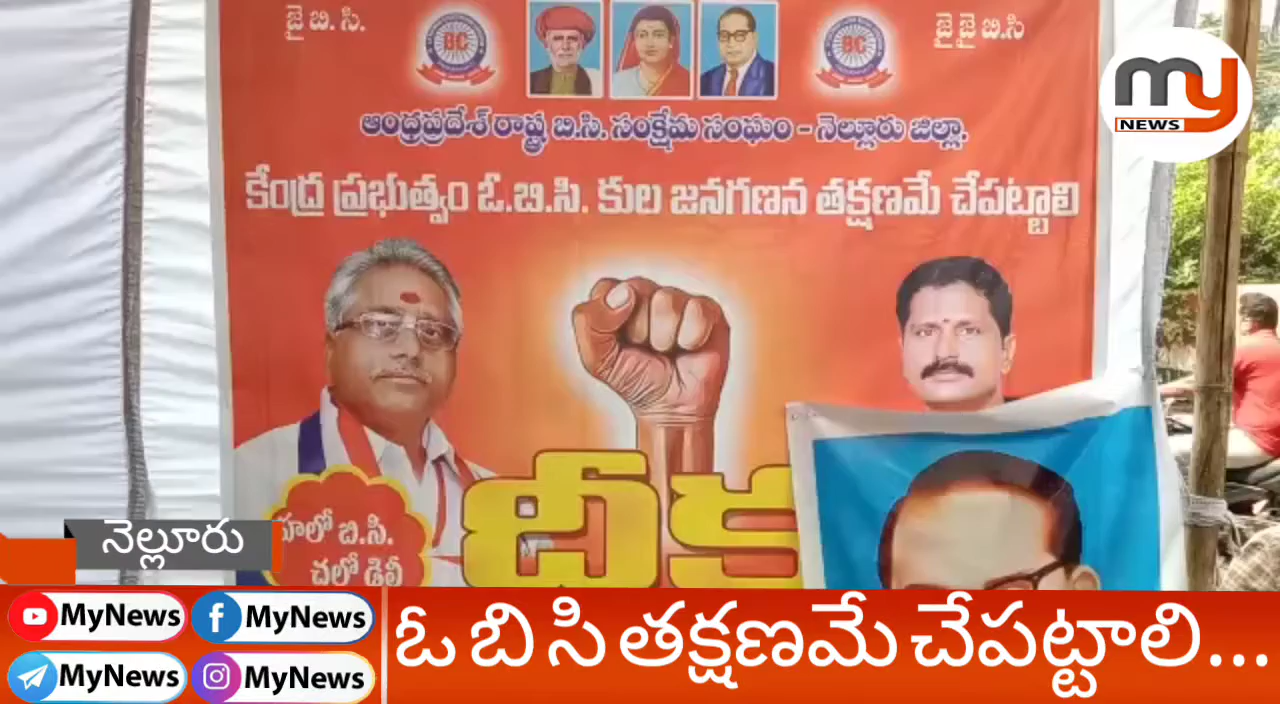 జై బి. సి.
BC
BC
జై జై బి.సి
my
NEWS
ఆంధ్రప్రదేశ్ రాష్ట్ర బి.సి. సంక్షేమ సంఘం - నెల్లూరు జిల్లా.
కేంద్ర ప్రభుత్వం ఓ.బి.సి. కుల జనగణన తక్షణమే చేపట్టాలి
దీక్ష
చలో బి.సి.
చలో డెల్లీ
నెల్లూరు
MyNews
MyNews
MyNews
MyNews
ఓ బి సి తక్షణమే చేపట్టాలి...